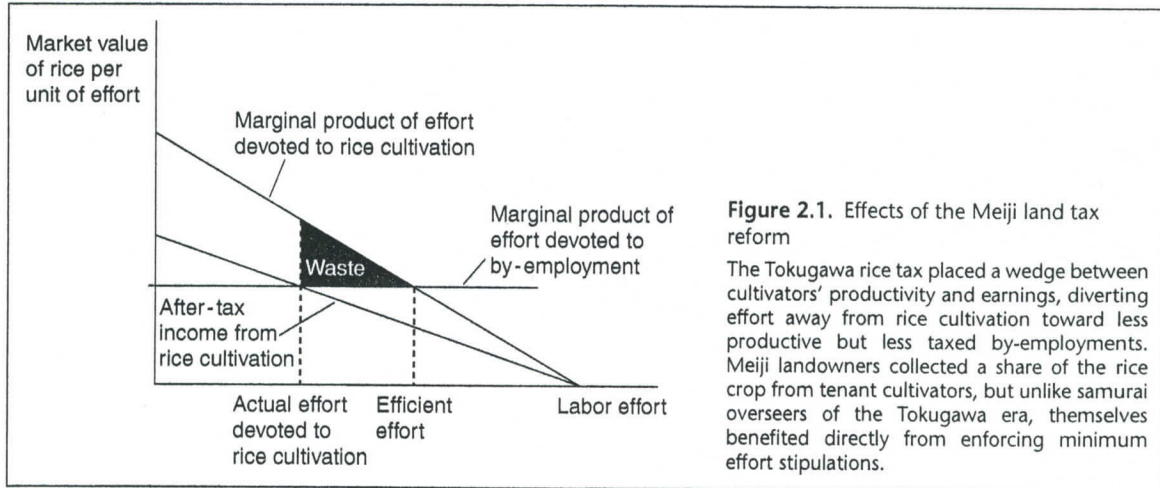 Market value
of rice per
unit of effort
Marginal product of effort
devoted to rice cultivation
Marginal product of
effort devoted to
by-employment
Waste
After-tax
income from
rice cultivation
Actual effort
devoted to
rice cultivation
Efficient
effort
Labor effort
Figure 2.1. Effects of the Meiji land tax
reform
The Tokugawa rice tax placed a wedge between
cultivators' productivity and earnings, diverting
effort away from rice cultivation toward less
productive but less taxed by-employments.
Meiji landowners collected a share of the rice
crop from tenant cultivators, but unlike samurai
overseers of the Tokugawa era, themselves
benefited directly from enforcing minimum
effort stipulations.